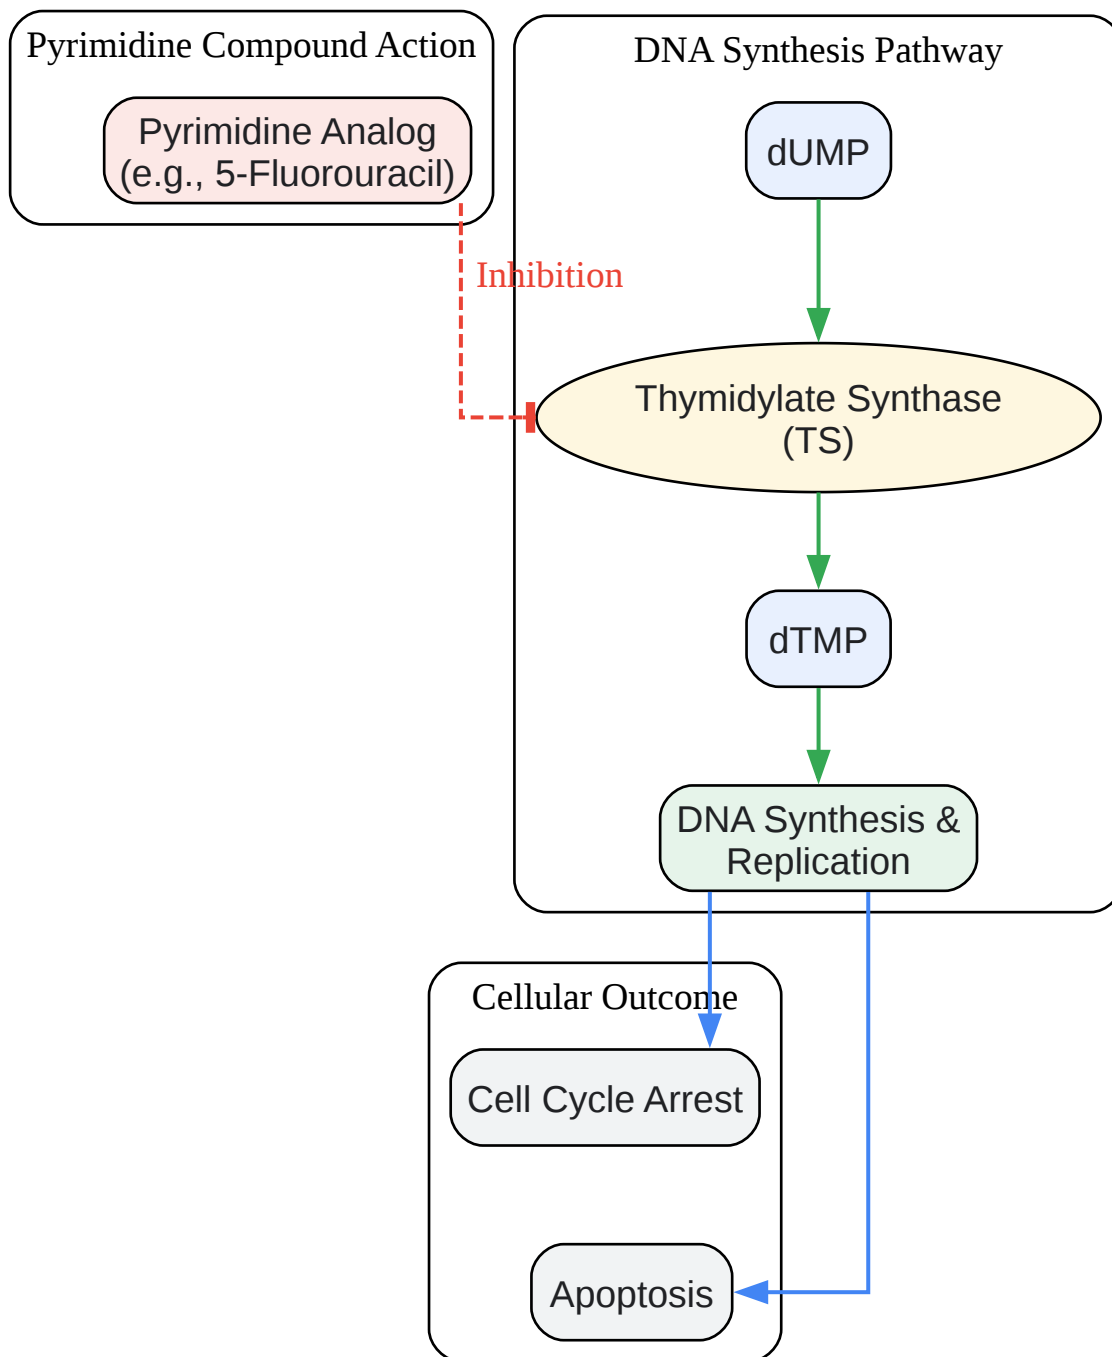 Pyrimidine Compound Action
Pyrimidine Analog
(e.g., 5-Fluorouracil)
Inhibition
DNA Synthesis Pathway
dUMP
Thymidylate Synthase
(TS)
dTMP
DNA Synthesis &
Replication
Cellular Outcome
Cell Cycle Arrest
Apoptosis